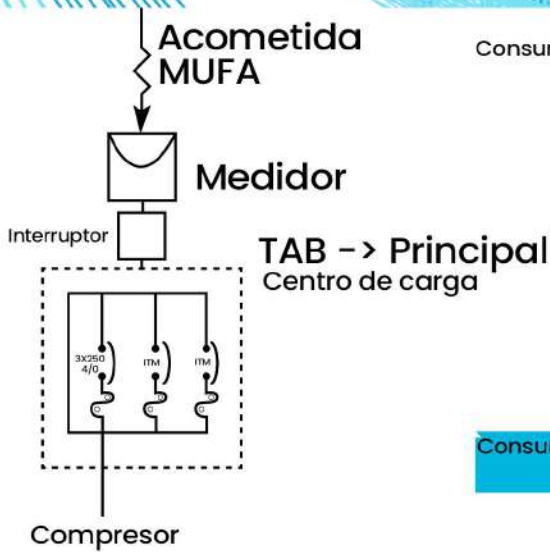 Acometida
MUFA
Medidor
Interruptor
TAB -> Principal
Centro de carga
3X250
4/0
ITM
ITM
Compresor